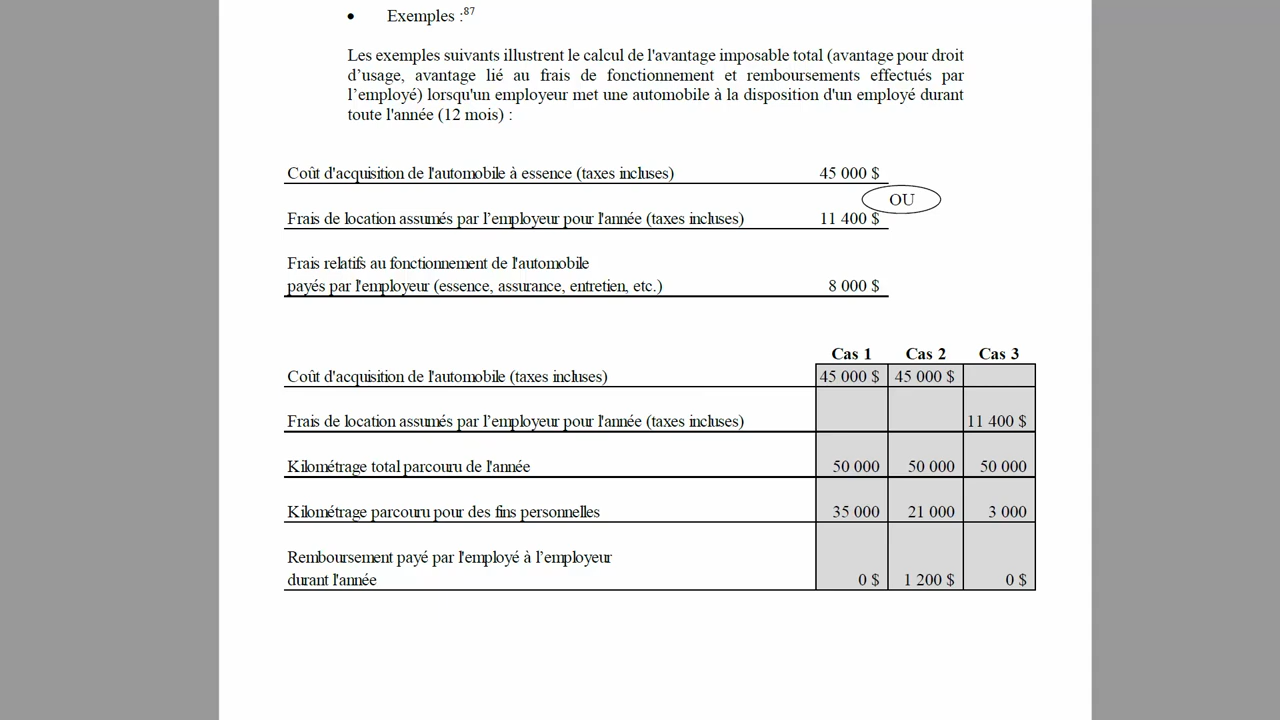 • Exemples :87
Les exemples suivants illustrent le calcul de l'avantage imposable total (avantage pour droit
d’usage, avantage lié au frais de fonctionnement et remboursements effectués par
l’employé) lorsqu'un employeur met une automobile à la disposition d'un employé durant
toute l'année (12 mois) :
Coût d'acquisition de l'automobile à essence (taxes incluses) 45 000 $
OU
Frais de location assumés par l’employeur pour l'année (taxes incluses) 11 400 $
Frais relatifs au fonctionnement de l'automobile
payés par l'employeur (essence, assurance, entretien, etc.) 8 000 $
Cas 1 Cas 2 Cas 3
Coût d'acquisition de l'automobile (taxes incluses) 45 000 $ 45 000 $
Frais de location assumés par l’employeur pour l'année (taxes incluses) 11 400 $
Kilométrage total parcouru de l'année 50 000 50 000 50 000
Kilométrage parcouru pour des fins personnelles 35 000 21 000 3 000
Remboursement payé par l'employé à l’employeur
durant l'année 0 $ 1 200 $ 0 $